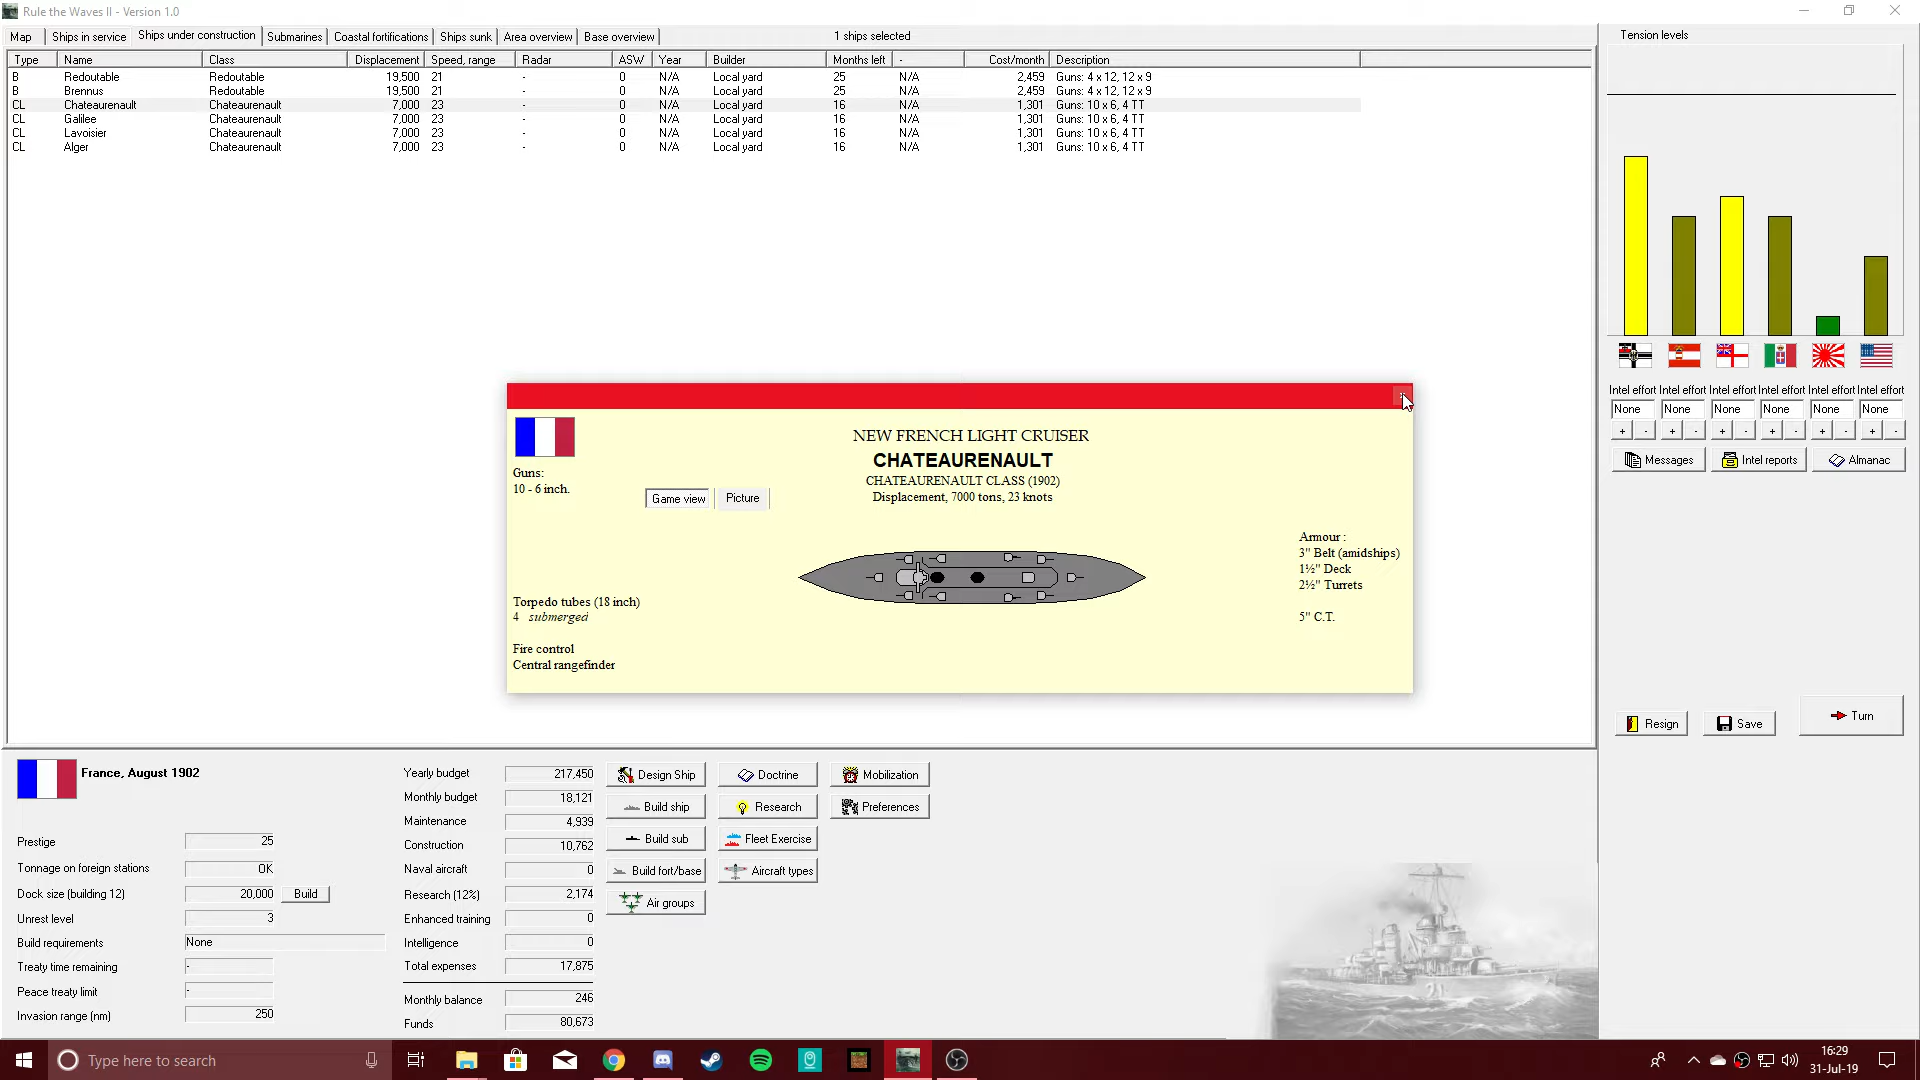 Rule the Waves II - Version 1.0
Map Ships in service Ships under construction Submarines Coastal fortifications Ships sunk Area overview Base overview 1 ships selected
Type Name Class Displacement Speed, range Radar ASW Year Builder Months left - Cost/month Description
B Redoutable Redoutable 19,500 21 - 0 N/A Local yard 25 N/A 2,459 Guns: 4 x 12, 12 x 9
B Brennus Redoutable 19,500 21 - 0 N/A Local yard 25 N/A 2,459 Guns: 4 x 12, 12 x 9
CL Chateaurenault Chateaurenault 7,000 23 - 0 N/A Local yard 16 N/A 1,301 Guns: 10 x 6, 4 TT
CL Galilee Chateaurenault 7,000 23 - 0 N/A Local yard 16 N/A 1,301 Guns: 10 x 6, 4 TT
CL Lavoisier Chateaurenault 7,000 23 - 0 N/A Local yard 16 N/A 1,301 Guns: 10 x 6, 4 TT
CL Alger Chateaurenault 7,000 23 - 0 N/A Local yard 16 N/A 1,301 Guns: 10 x 6, 4 TT
Tension levels
Intel effort Intel effort Intel effort Intel effort Intel effort Intel effort
None None None None None None
+ - + - + - + - + - + -
Messages Intel reports Almanac
Resign Save Turn
NEW FRENCH LIGHT CRUISER
CHATEAURENAULT
CHATEAURENAULT CLASS (1902)
Displacement, 7000 tons, 23 knots
Guns:
10 - 6 inch.
Game view Picture
Torpedo tubes (18 inch)
4 submerged
Fire control
Central rangefinder
Armour :
3" Belt (amidships)
1½" Deck
2½" Turrets
5" C.T.
France, August 1902
Prestige 25
Tonnage on foreign stations OK
Dock size (building 12) 20,000 Build
Unrest level 3
Build requirements None
Treaty time remaining -
Peace treaty limit -
Invasion range (nm) 250
Yearly budget 217,450
Monthly budget 18,121
Maintenance 4,939
Construction 10,762
Naval aircraft 0
Research (12%) 2,174
Enhanced training 0
Intelligence 0
Total expenses 17,875
Monthly balance 246
Funds 80,673
Design Ship Doctrine Mobilization
Build ship Research Preferences
Build sub Fleet Exercise
Build fort/base Aircraft types
Air groups
Type here to search
16:29
31-Jul-19